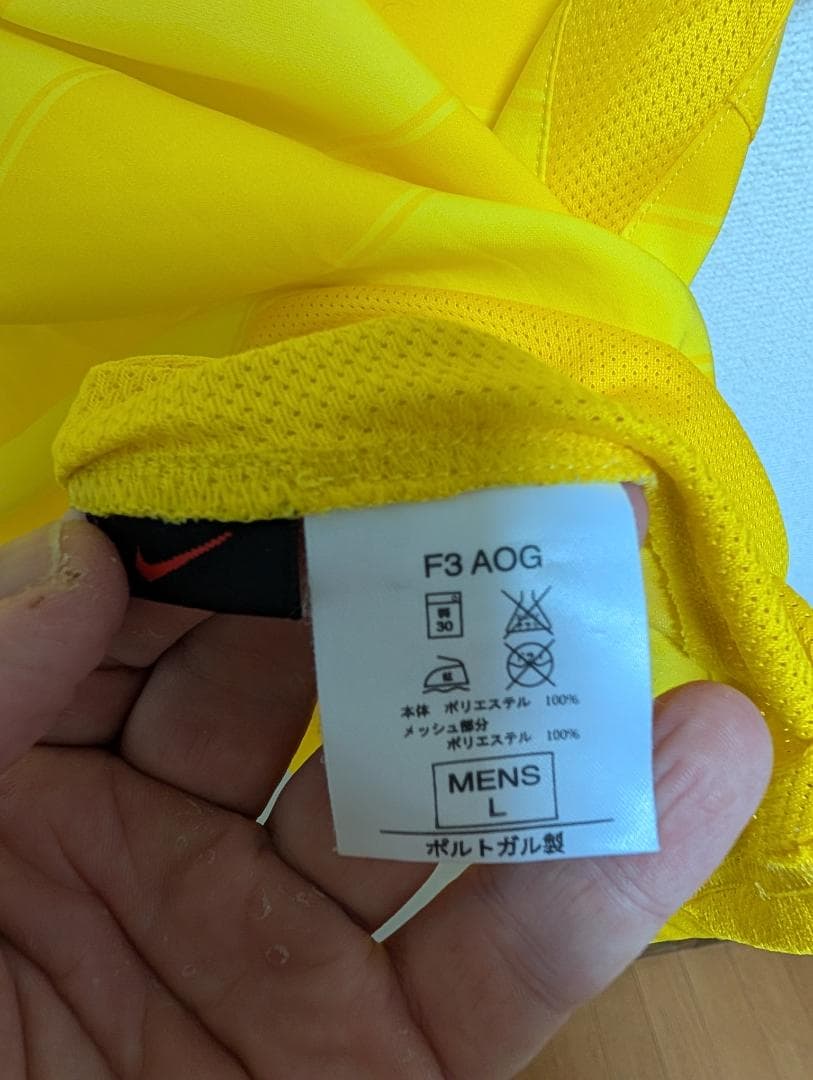 F3 AOG
弱
30
本体 ポリエステル 100%
メッシュ部分
ポリエステル 100%
MENS
L
ポルトガル製